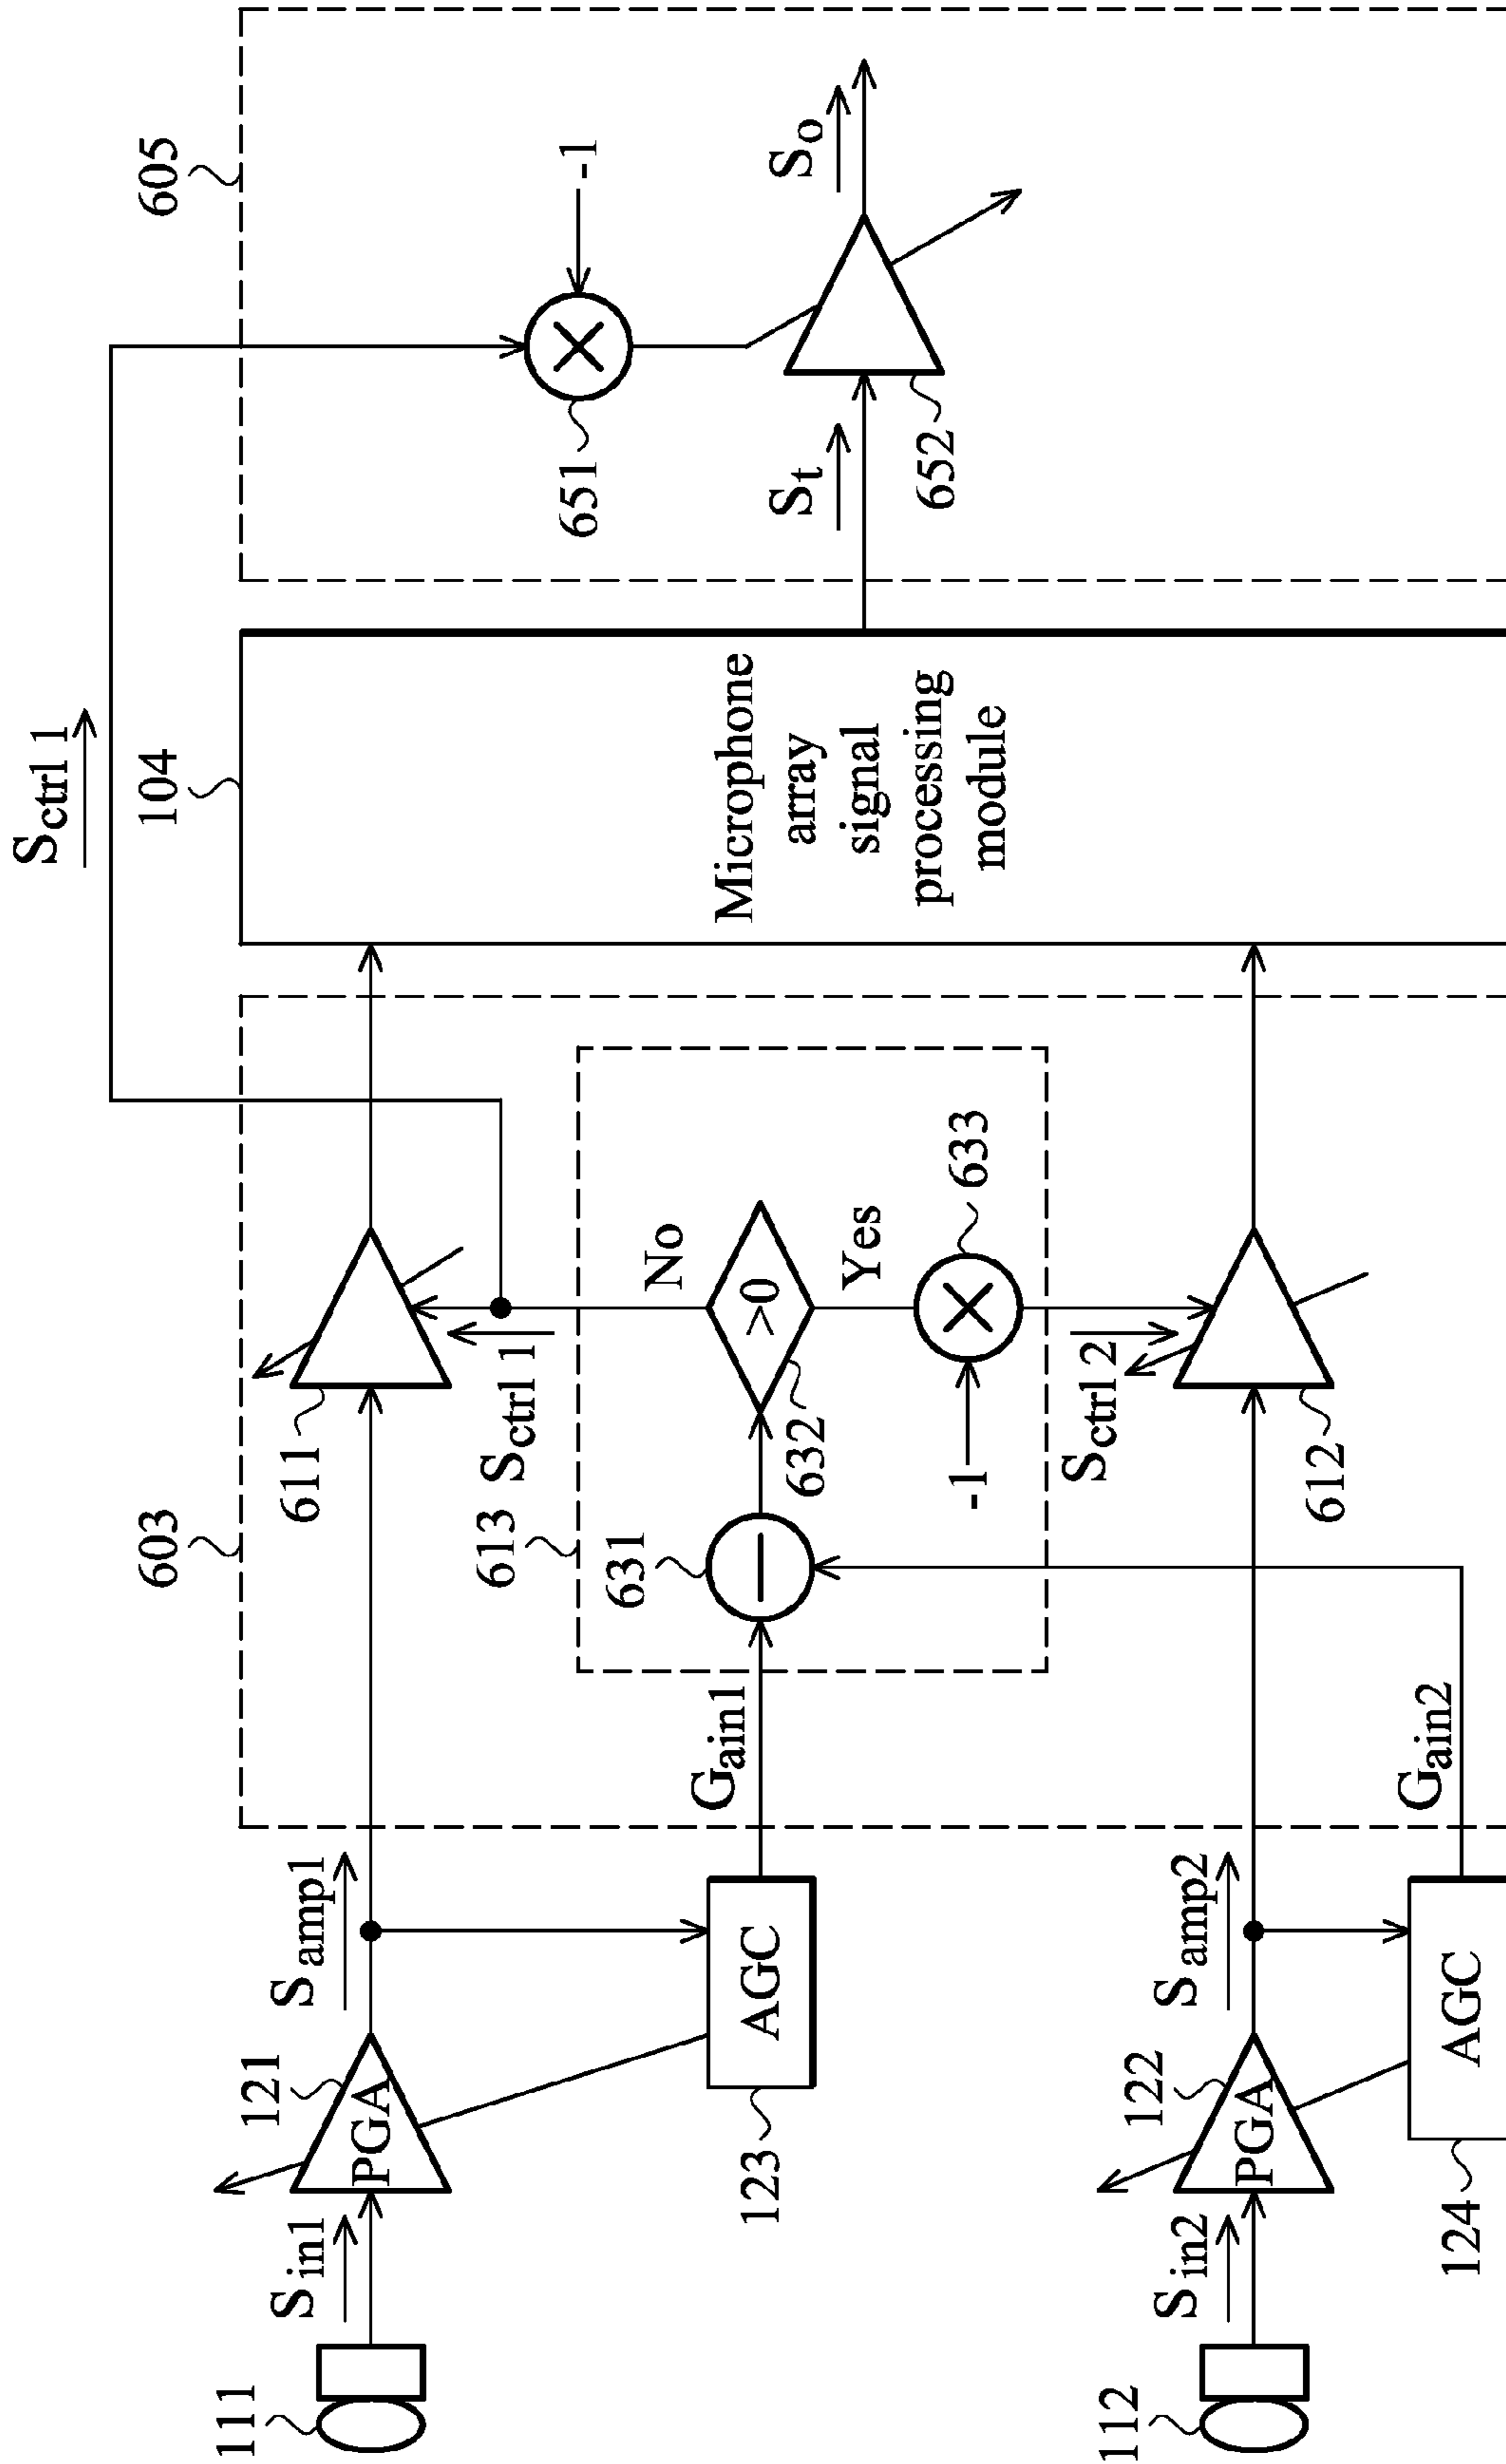 Sctrl 1
603
104
605
611
Sctrl 1
No
613
631
632
>0
Yes
633
-1
Sctrl 2
612
Gain1
Gain2
111
Sin1
121
PGA
Samp1
123
AGC
112
Sin2
122
PGA
Samp2
124
AGC
Microphone
array
signal
processing
module
-1
651
St
652
So